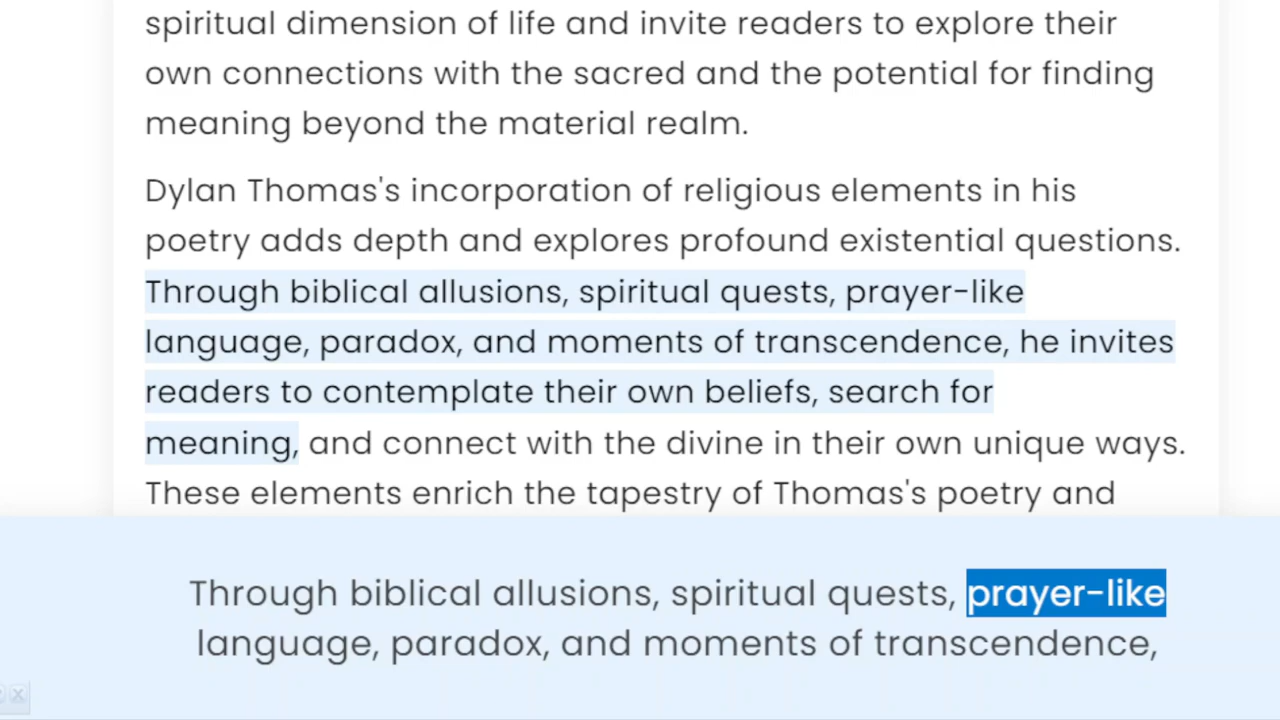 spiritual dimension of life and invite readers to explore their
own connections with the sacred and the potential for finding
meaning beyond the material realm.
Dylan Thomas's incorporation of religious elements in his
poetry adds depth and explores profound existential questions.
Through biblical allusions, spiritual quests, prayer-like
language, paradox, and moments of transcendence, he invites
readers to contemplate their own beliefs, search for
meaning, and connect with the divine in their own unique ways.
These elements enrich the tapestry of Thomas's poetry and
Through biblical allusions, spiritual quests, prayer-like
language, paradox, and moments of transcendence,